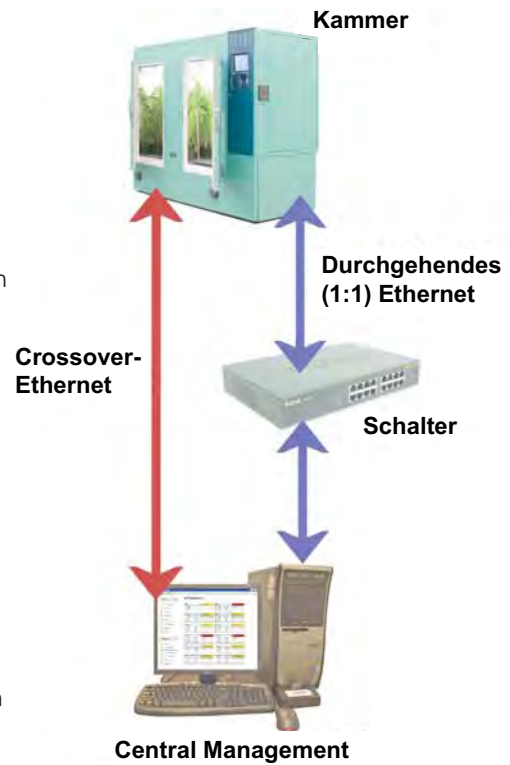 Kammer
Durchgehendes
(1:1) Ethernet
Crossover-
Ethernet
Schalter
n
n
Central Management